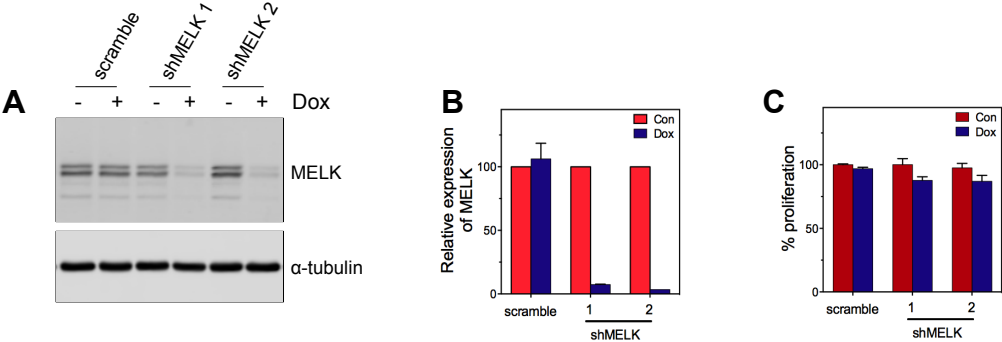 A
scramble
shMELK 1
shMELK 2
- + - + - + Dox
MELK
α-tubulin
B
Relative expression
of MELK
Con
Dox
100
50
0
scramble
1
2
shMELK
C
% proliferation
Con
Dox
150
100
50
0
scramble
1
2
shMELK